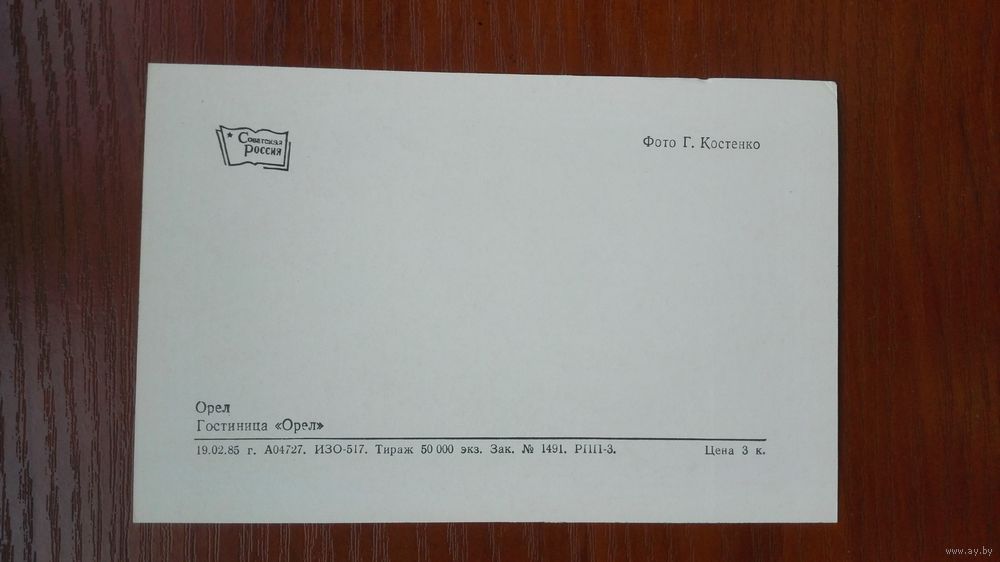 Советская
Россия
Фото Г. Костенко
Орел
Гостиница «Орел»
19.02.85 г. А04727. ИЗО-517. Тираж 50 000 экз. Зак. № 1491. РПП-3. Цена 3 к.
www.ay.by